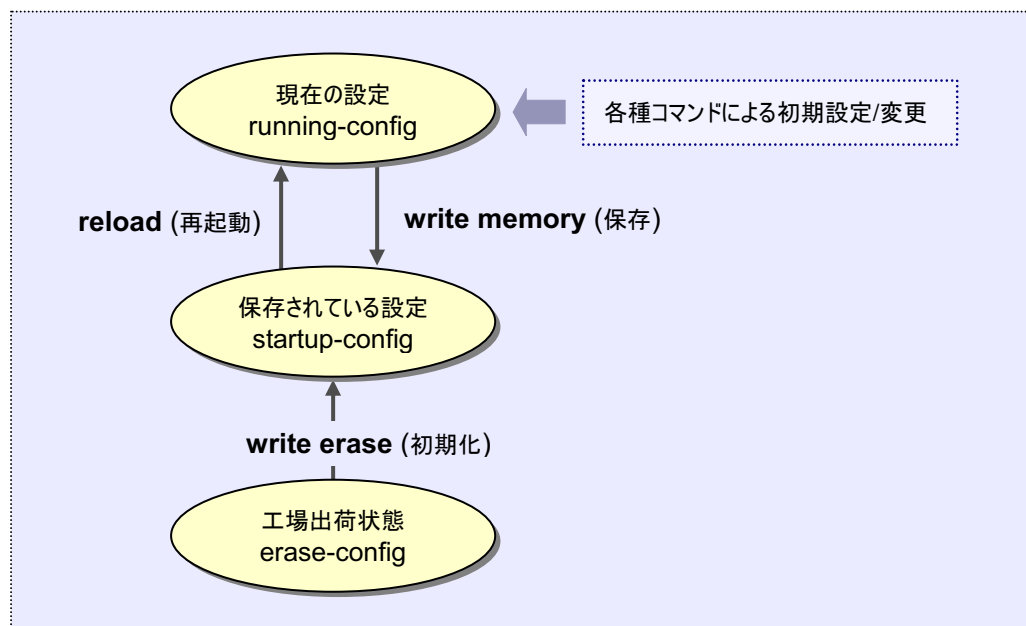 現在の設定
running-config
各種コマンドによる初期設定/変更
reload (再起動)
write memory (保存)
保存されている設定
startup-config
write erase (初期化)
工場出荷状態
erase-config